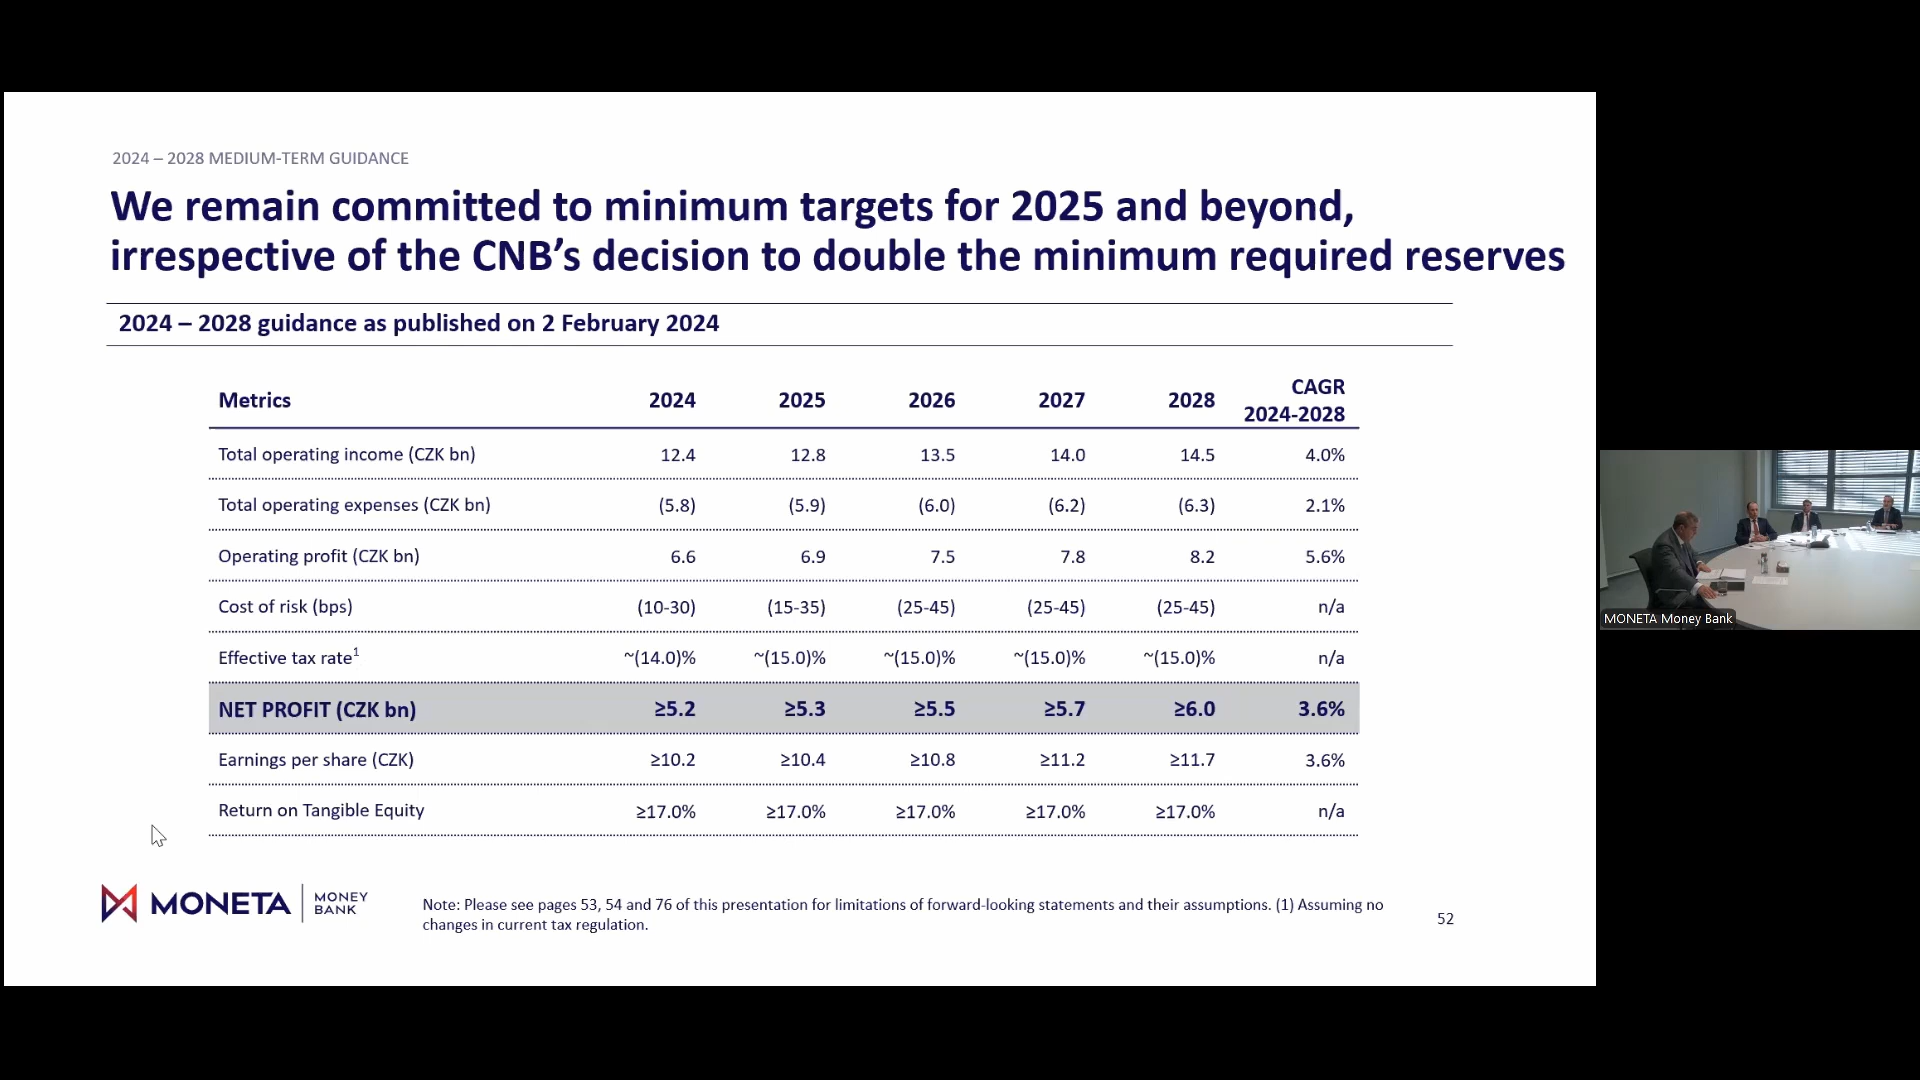 2024 – 2028 MEDIUM-TERM GUIDANCE
We remain committed to minimum targets for 2025 and beyond,
irrespective of the CNB’s decision to double the minimum required reserves
2024 – 2028 guidance as published on 2 February 2024
Metrics 2024 2025 2026 2027 2028 CAGR 2024-2028
Total operating income (CZK bn) 12.4 12.8 13.5 14.0 14.5 4.0%
Total operating expenses (CZK bn) (5.8) (5.9) (6.0) (6.2) (6.3) 2.1%
Operating profit (CZK bn) 6.6 6.9 7.5 7.8 8.2 5.6%
Cost of risk (bps) (10-30) (15-35) (25-45) (25-45) (25-45) n/a
Effective tax rate¹ ~(14.0)% ~(15.0)% ~(15.0)% ~(15.0)% ~(15.0)% n/a
NET PROFIT (CZK bn) ≥5.2 ≥5.3 ≥5.5 ≥5.7 ≥6.0 3.6%
Earnings per share (CZK) ≥10.2 ≥10.4 ≥10.8 ≥11.2 ≥11.7 3.6%
Return on Tangible Equity ≥17.0% ≥17.0% ≥17.0% ≥17.0% ≥17.0% n/a
MONETA MONEY BANK
Note: Please see pages 53, 54 and 76 of this presentation for limitations of forward-looking statements and their assumptions. (1) Assuming no
changes in current tax regulation.
52
MONETA Money Bank